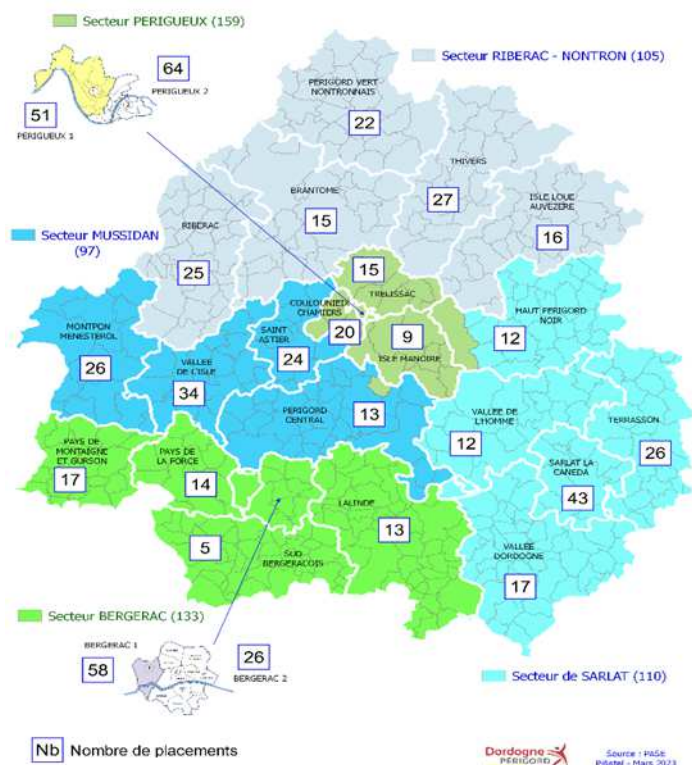 Secteur PERIGUEUX (159)
64
PERIGUEUX 2
51
PERIGUEUX 1
Secteur RIBERAC - NONTRON (105)
PERIGORD VERT
NONTRONNAIS
22
THIVERS
27
BRANTOME
15
ISLE LOUE
AUVEZERE
16
RIBERAC
25
Secteur MUSSIDAN
(97)
15
TRELISSAC
COULOUNIEIX
CHAMIERS
20
9
ISLE MANOIRE
HAUT PERIGORD
NOIR
12
MONTPON
MENESTEROL
26
SAINT
ASTIER
24
VALLEE
DE L'ISLE
34
PERIGORD
CENTRAL
13
VALLEE DE
L'HOMME
12
TERRASSON
26
SARLAT LA
CANEDA
43
PAYS DE
MONTAIGNE
ET GURSON
17
PAYS DE
LA FORCE
14
LALINDE
13
5
SUD
BERGERACOIS
VALLEE
DORDOGNE
17
Secteur BERGERAC (133)
BERGERAC 1
58
26
BERGERAC 2
Secteur de SARLAT (110)
Nb Nombre de placements
Dordogne
PÉRIGORD
Source : PASE
Pôle - Mars 2023